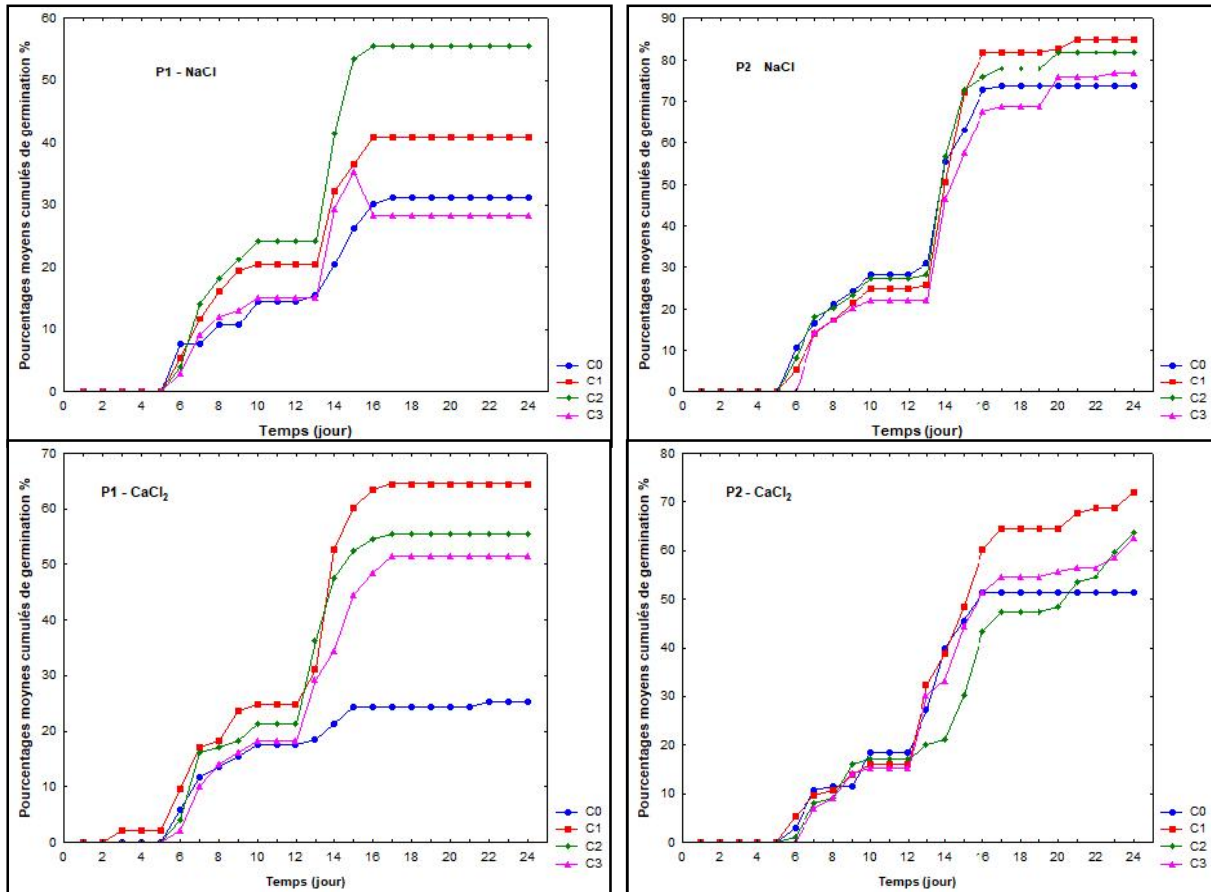 Pourcentages moyens cumulés de germination %
60
50
40
30
20
10
0
P1 - NaCl
0 2 4 6 8 10 12 14 16 18 20 22 24
Temps (jour)
C0
C1
C2
C3
Pourcentages moyens cumulés de germination %
90
80
70
60
50
40
30
20
10
0
P2 NaCl
0 2 4 6 8 10 12 14 16 18 20 22 24
Temps (jour)
C0
C1
C2
C3
Pourcentages moynes cumulés de germination %
70
60
50
40
30
20
10
0
P1 - CaCl₂
0 2 4 6 8 10 12 14 16 18 20 22 24
Temps (jour)
C0
C1
C2
C3
Pourcentages moyens cumulés de germination %
80
70
60
50
40
30
20
10
0
P2 - CaCl₂
0 2 4 6 8 10 12 14 16 18 20 22 24
Temps (jour)
C0
C1
C2
C3